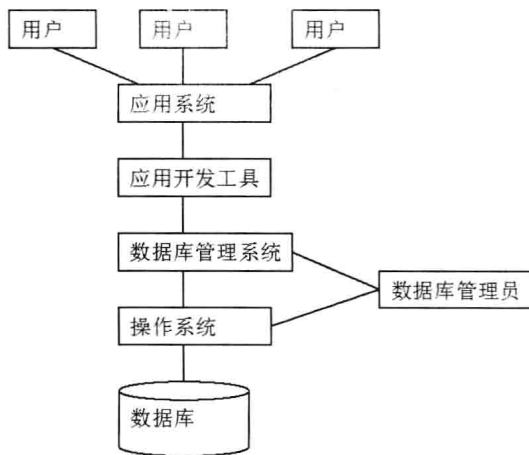 用户
用户
用户
应用系统
应用开发工具
数据库管理系统
数据库管理员
操作系统
数据库